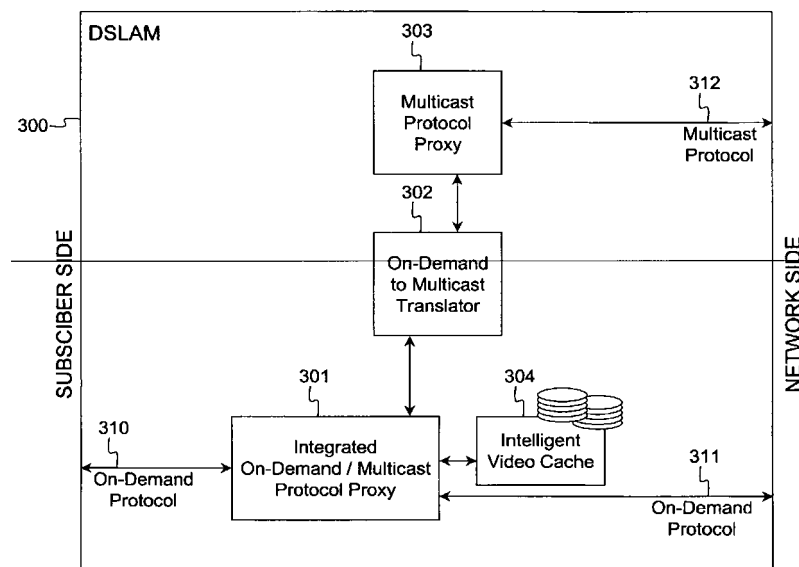 DSLAM
303
Multicast
Protocol
Proxy
312
Multicast
Protocol
300
302
On-Demand
to Multicast
Translator
SUBSCIBER SIDE
NETWORK SIDE
301
Integrated
On-Demand / Multicast
Protocol Proxy
304
Intelligent
Video Cache
310
On-Demand
Protocol
311
On-Demand
Protocol